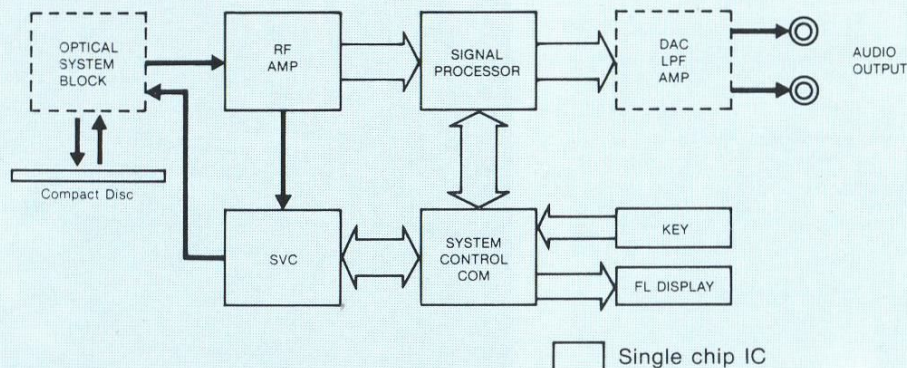 OPTICAL
SYSTEM
BLOCK
RF
AMP
SIGNAL
PROCESSOR
DAC
LPF
AMP
AUDIO
OUTPUT
Compact Disc
SVC
SYSTEM
CONTROL
COM
KEY
FL DISPLAY
Single chip IC